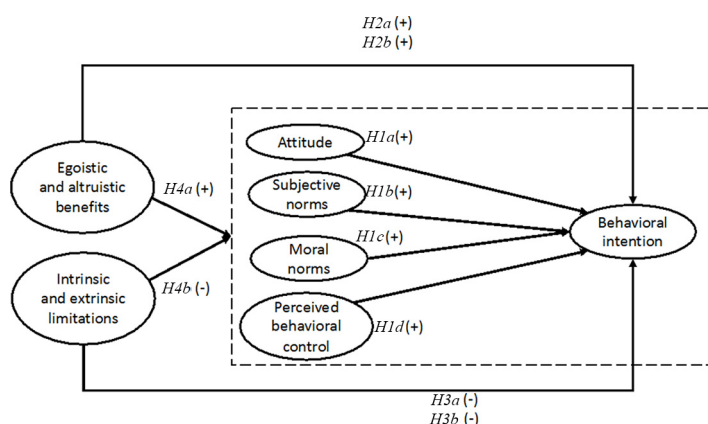 H2a (+)
H2b (+)
Attitude
H1a(+)
Egoistic
and altruistic
benefits
H4a (+)
Subjective
norms
H1b(+)
Behavioral
intention
H1c(+)
Moral
norms
Intrinsic
and extrinsic
limitations
H4b (-)
Perceived
behavioral
control
H1d(+)
H3a (-)
H3b (-)